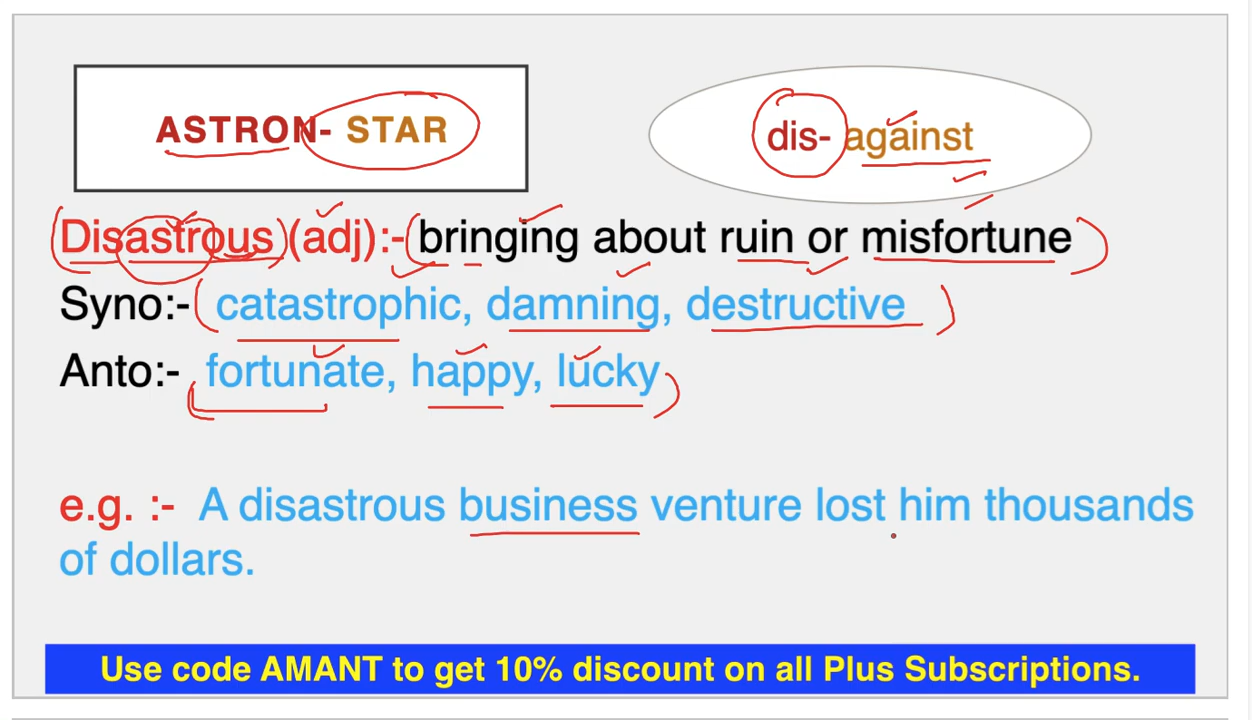 ASTRON- STAR
dis- against
Disastrous (adj):- bringing about ruin or misfortune
Syno:- catastrophic, damning, destructive
Anto:- fortunate, happy, lucky
e.g. :- A disastrous business venture lost him thousands
of dollars.
Use code AMANT to get 10% discount on all Plus Subscriptions.